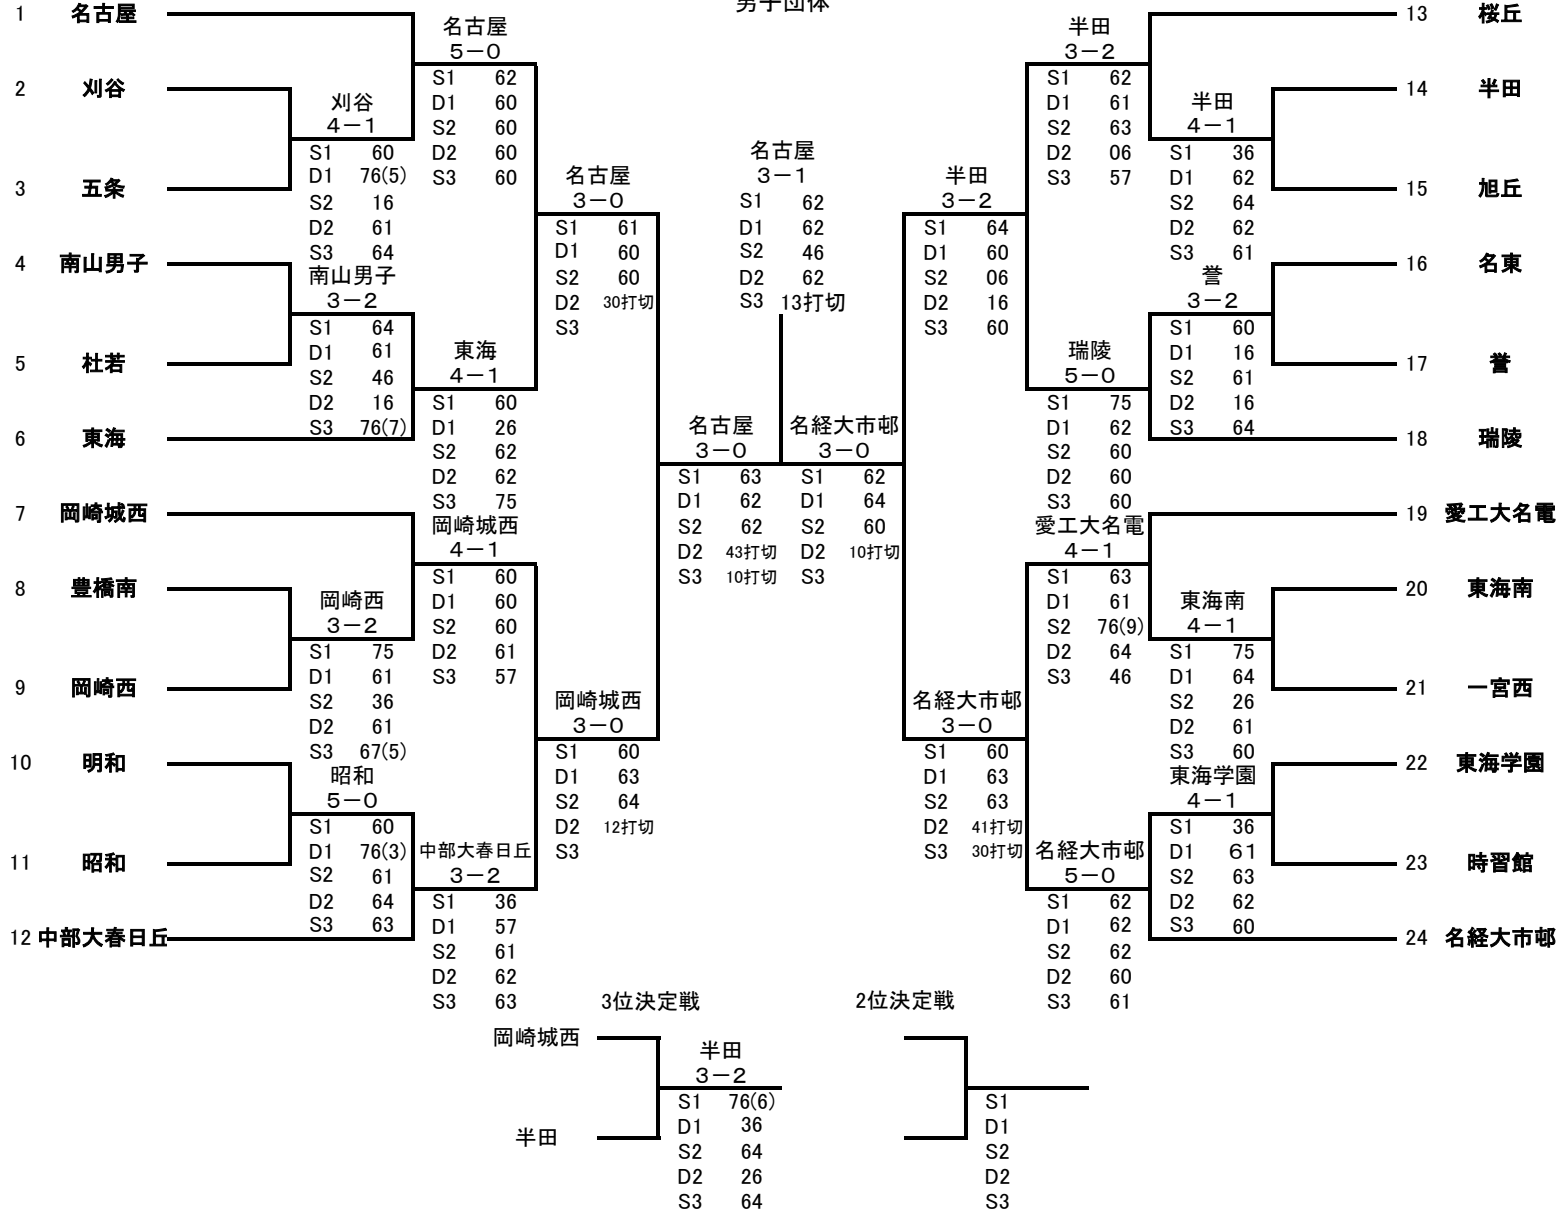 男子団体
1 名古屋
2 刈谷
3 五条
4 南山男子
5 杜若
6 東海
7 岡崎城西
8 豊橋南
9 岡崎西
10 明和
11 昭和
12 中部大春日丘
刈谷
4－1
S1 60
D1 76(5)
S2 16
D2 61
S3 64
南山男子
3－2
S1 64
D1 61
S2 46
D2 16
S3 76(7)
岡崎西
3－2
S1 75
D1 61
S2 36
D2 61
S3 67(5)
昭和
5－0
S1 60
D1 76(3)
S2 61
D2 64
S3 63
名古屋
5－0
S1 62
D1 60
S2 60
D2 60
S3 60
東海
4－1
S1 60
D1 26
S2 62
D2 62
S3 75
岡崎城西
4－1
S1 60
D1 60
S2 60
D2 61
S3 57
中部大春日丘
3－2
S1 36
D1 57
S2 61
D2 62
S3 63
名古屋
3－0
S1 61
D1 60
S2 60
D2 30打切
S3
岡崎城西
3－0
S1 60
D1 63
S2 64
D2 12打切
S3
名古屋
3－0
S1 63
D1 62
S2 62
D2 43打切
S3 10打切
名古屋
3－1
S1 62
D1 62
S2 46
D2 62
S3 13打切
名経大市邨
3－0
S1 62
D1 64
S2 60
D2 10打切
S3
半田
3－2
S1 64
D1 60
S2 06
D2 16
S3 60
名経大市邨
3－0
S1 60
D1 63
S2 63
D2 41打切
S3 30打切
半田
3－2
S1 62
D1 61
S2 63
D2 06
S3 57
瑞陵
5－0
S1 75
D1 62
S2 60
D2 60
S3 60
愛工大名電
4－1
S1 63
D1 61
S2 76(9)
D2 64
S3 46
名経大市邨
5－0
S1 62
D1 62
S2 62
D2 60
S3 61
半田
4－1
S1 36
D1 62
S2 64
D2 62
S3 61
誉
3－2
S1 60
D1 16
S2 61
D2 16
S3 64
東海南
4－1
S1 75
D1 64
S2 26
D2 61
S3 60
東海学園
4－1
S1 36
D1 61
S2 63
D2 62
S3 60
13 桜丘
14 半田
15 旭丘
16 名東
17 誉
18 瑞陵
19 愛工大名電
20 東海南
21 一宮西
22 東海学園
23 時習館
24 名経大市邨
3位決定戦
岡崎城西
半田
半田
3－2
S1 76(6)
D1 36
S2 64
D2 26
S3 64
2位決定戦
S1
D1
S2
D2
S3